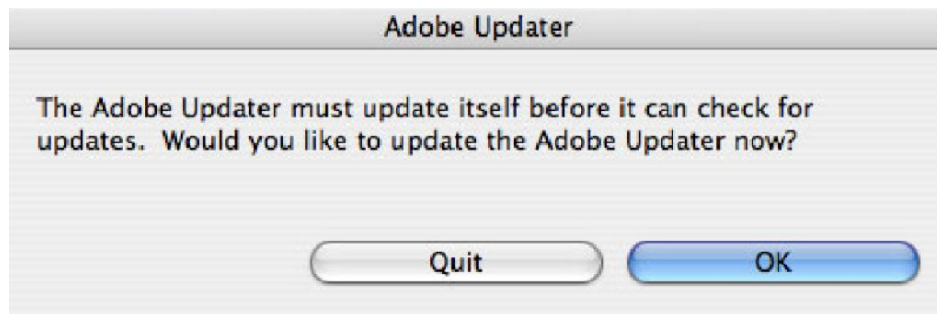 Adobe Updater
The Adobe Updater must update itself before it can check for
updates.  Would you like to update the Adobe Updater now?
Quit
OK